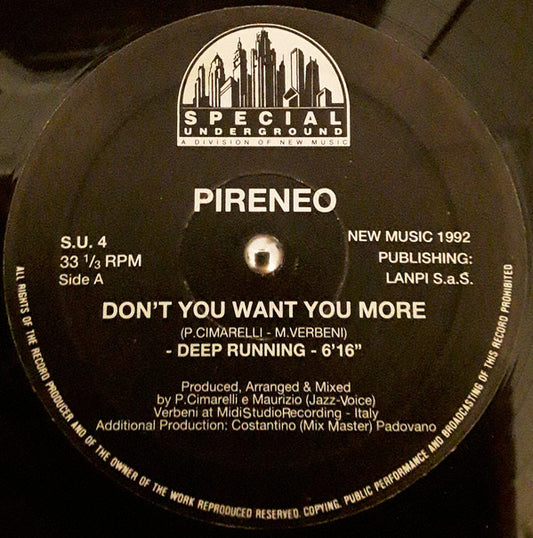 SPECIAL
UNDERGROUND
A DIVISION OF NEW MUSIC
PIRENEO
S.U. 4
33 1/3 RPM
Side A
NEW MUSIC 1992
PUBLISHING:
LANPI S.a.S.
DON'T YOU WANT YOU MORE
(P.CIMARELLI - M.VERBENI)
- DEEP RUNNING - 6'16"
Produced, Arranged & Mixed
by P.Cimarelli e Maurizio (Jazz-Voice)
Verbeni at MidiStudioRecording - Italy
Additional Production: Costantino (Mix Master) Padovano
ALL RIGHTS OF THE RECORD PRODUCER AND OF THE OWNER OF THE WORK REPRODUCED RESERVED. COPYING, PUBLIC PERFORMANCE AND BROADCASTING OF THIS RECORD PROHIBITED